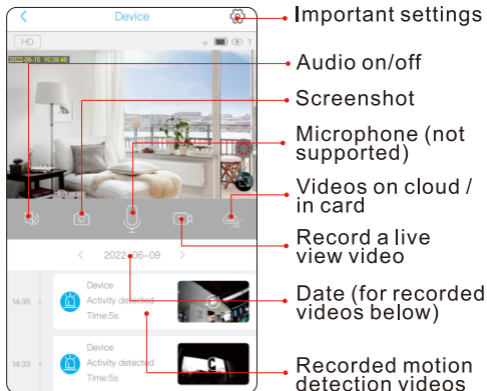 Device
Important settings
HD
1
2022-06-15 10:39:48
Audio on/off
Screenshot
Microphone (not
supported)
Videos on cloud /
in card
Record a live
view video
2022-06-09
Date (for recorded
videos below)
Device
14:35
Activity detected
Time:5s
Device
14:33
Activity detected
Time:5s
Recorded motion
detection videos